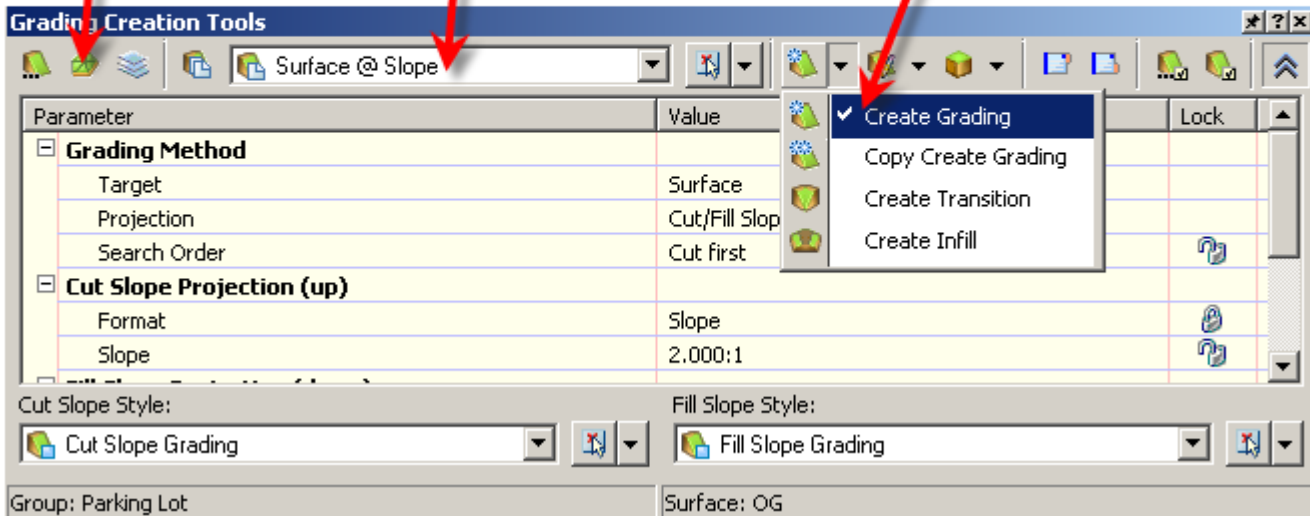 Grading Creation Tools
Surface @ Slope
Parameter Value Lock
Create Grading
Grading Method
Copy Create Grading
Target Surface
Create Transition
Projection Cut/Fill Slop
Search Order Cut first
Create Infill
Cut Slope Projection (up)
Format Slope
Slope 2.000:1
Cut Slope Style: Fill Slope Style:
Cut Slope Grading Fill Slope Grading
Group: Parking Lot Surface: OG